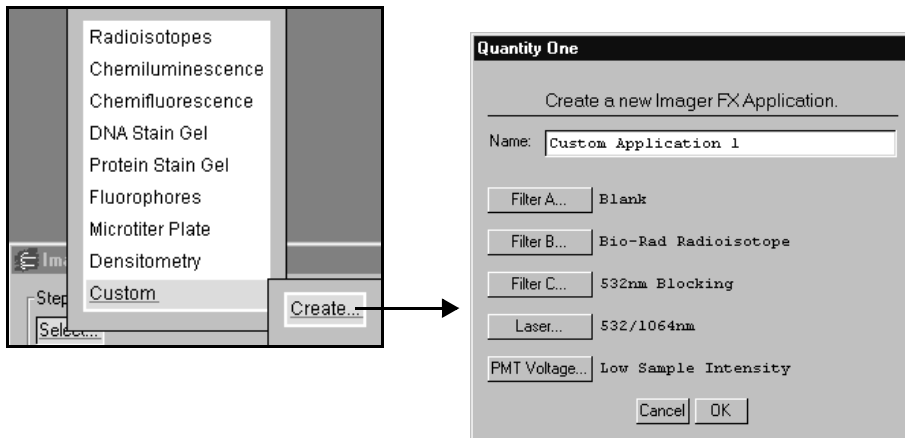 Radioisotopes
Chemiluminescence
Chemifluorescence
DNA Stain Gel
Protein Stain Gel
Fluorophores
Microtiter Plate
Densitometry
Custom
Create...
Quantity One
Create a new Imager FX Application.
Name: Custom Application 1
Filter A... Blank
Filter B... Bio-Rad Radioisotope
Filter C... 532nm Blocking
Laser... 532/1064nm
PMT Voltage... Low Sample Intensity
Cancel OK